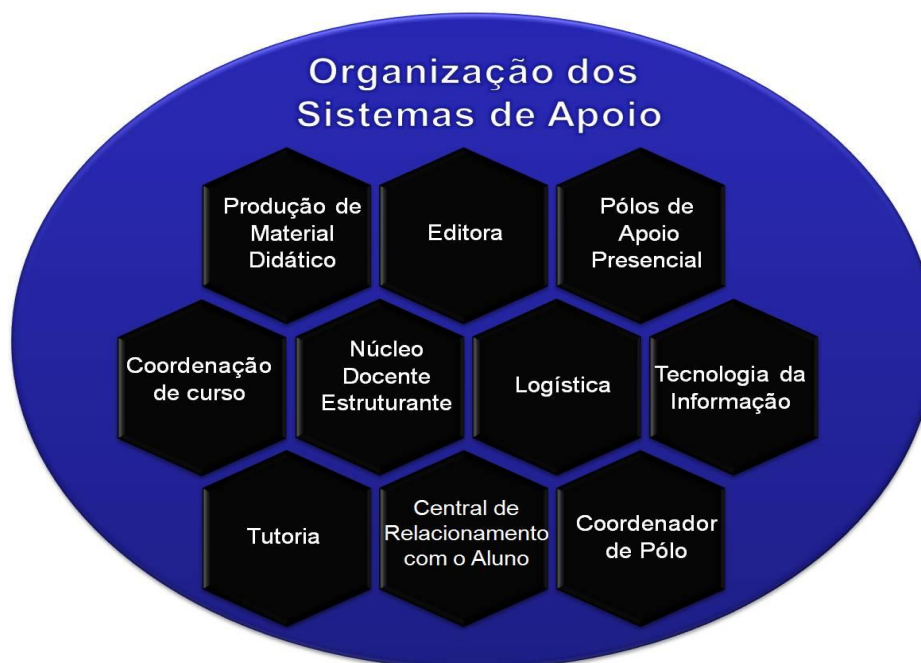 Organização dos
Sistemas de Apoio
Produção de
Material
Didático
Editora
Pólos de
Apoio
Presencial
Coordenação
de curso
Núcleo
Docente
Estruturante
Logística
Tecnologia da
Informação
Tutoria
Central de
Relacionamento
com o Aluno
Coordenador
de Pólo